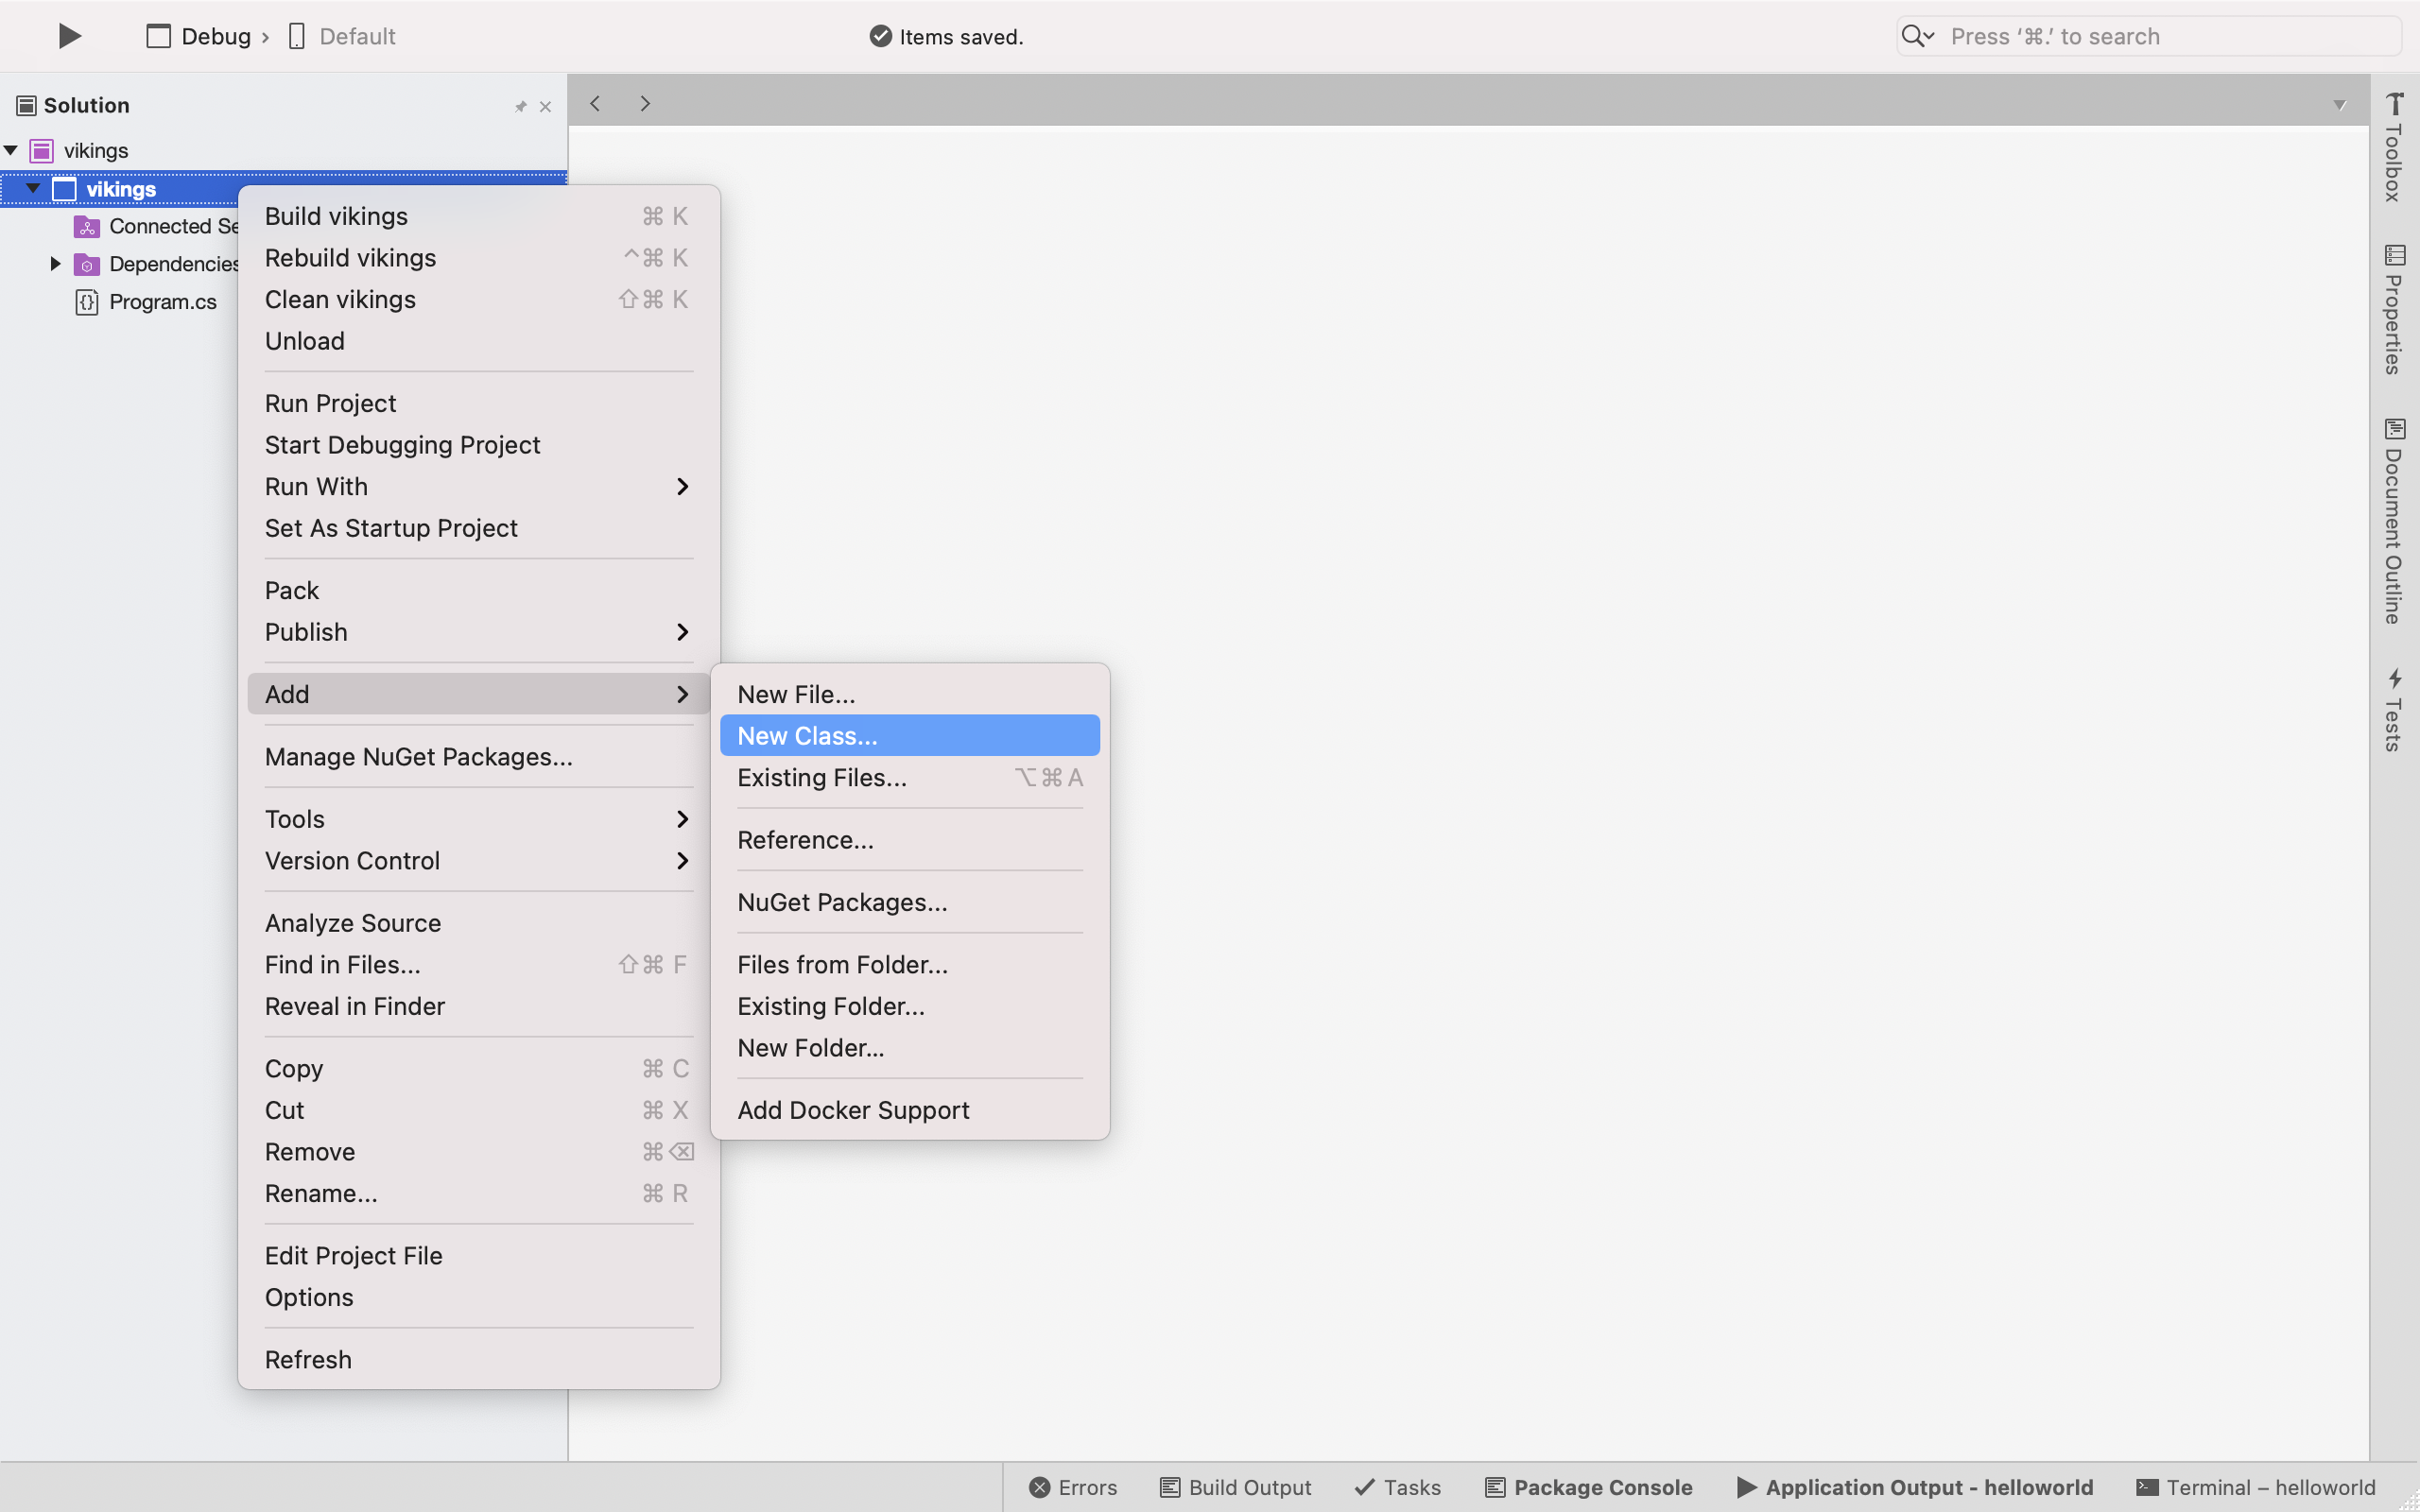 Debug › Default
Items saved.
Press ‘⌘.’ to search
Solution
vikings
vikings
Connected Se
Dependencies
Program.cs
Build vikings ⌘ K
Rebuild vikings ^⌘ K
Clean vikings ⇧⌘ K
Unload
Run Project
Start Debugging Project
Run With
Set As Startup Project
Pack
Publish
Add
Manage NuGet Packages...
Tools
Version Control
Analyze Source
Find in Files... ⇧⌘ F
Reveal in Finder
Copy ⌘ C
Cut ⌘ X
Remove ⌘⌫
Rename... ⌘ R
Edit Project File
Options
Refresh
New File...
New Class...
Existing Files... ⌥⌘ A
Reference...
NuGet Packages...
Files from Folder...
Existing Folder...
New Folder...
Add Docker Support
Toolbox
Properties
Document Outline
Tests
Errors
Build Output
Tasks
Package Console
Application Output - helloworld
Terminal – helloworld